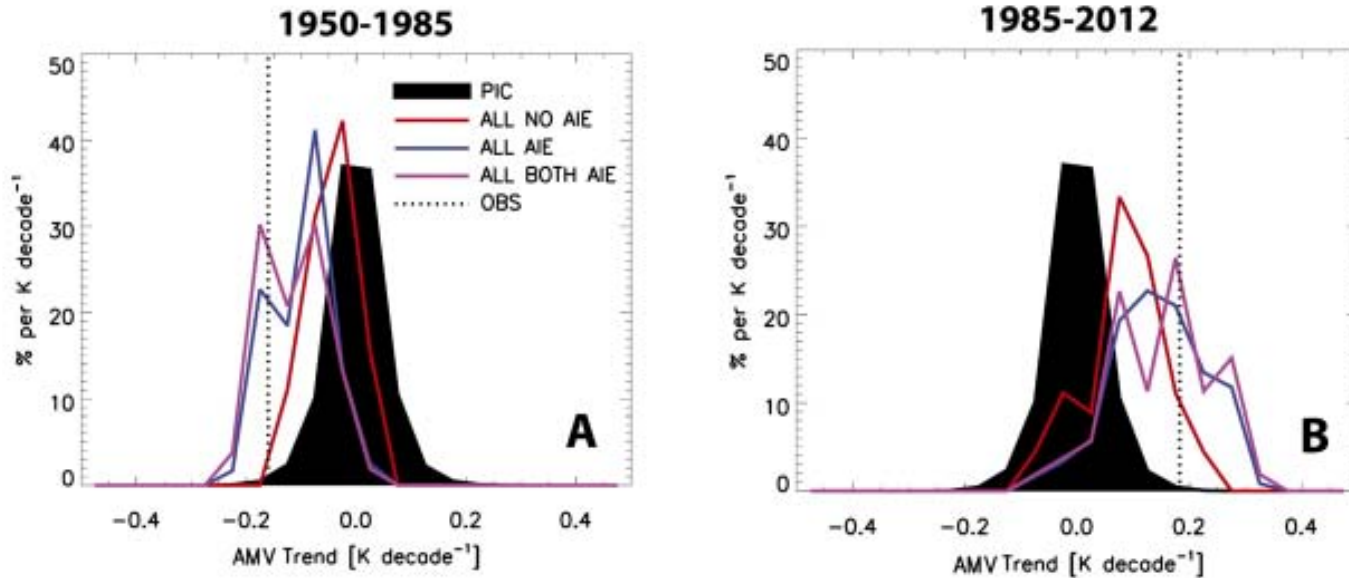 1950-1985
50
40
30
20
10
0
% per K decade⁻¹
PIC
ALL NO AIE
ALL AIE
ALL BOTH AIE
OBS
A
−0.4 −0.2 0.0 0.2 0.4
AMV Trend [K decade⁻¹]
1985-2012
50
40
30
20
10
0
% per K decade⁻¹
B
−0.4 −0.2 0.0 0.2 0.4
AMV Trend [K decade⁻¹]